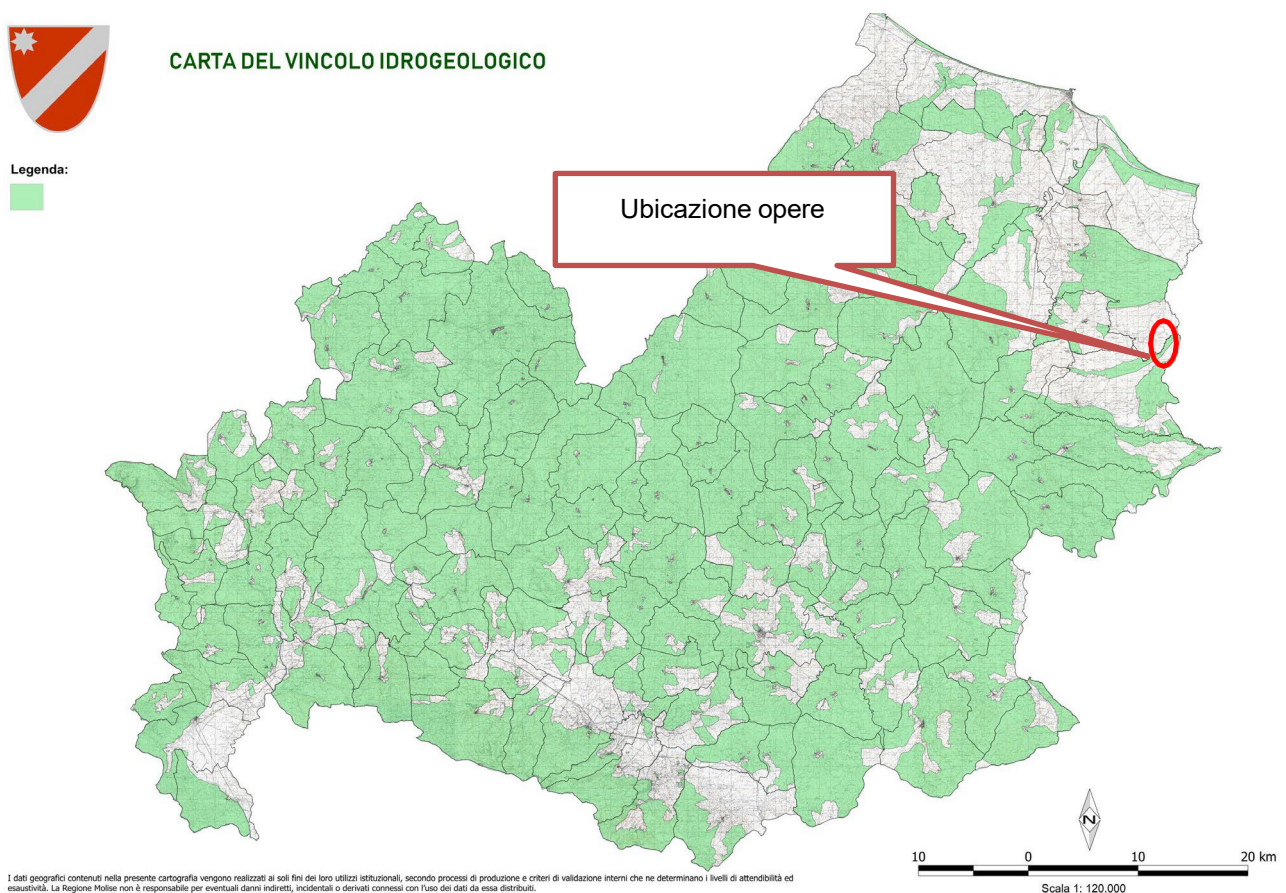 CARTA DEL VINCOLO IDROGEOLOGICO
Legenda:
Ubicazione opere
N
10 0 10 20 km
Scala 1: 120.000
I dati geografici contenuti nella presente cartografia vengono realizzati ai soli fini dei loro utilizzi istituzionali, secondo processi di produzione e criteri di validazione interni che ne determinano i livelli di attendibilità ed
esaustività. La Regione Molise non è responsabile per eventuali danni indiretti, incidentali o derivati connessi con l'uso dei dati da essa distribuiti.